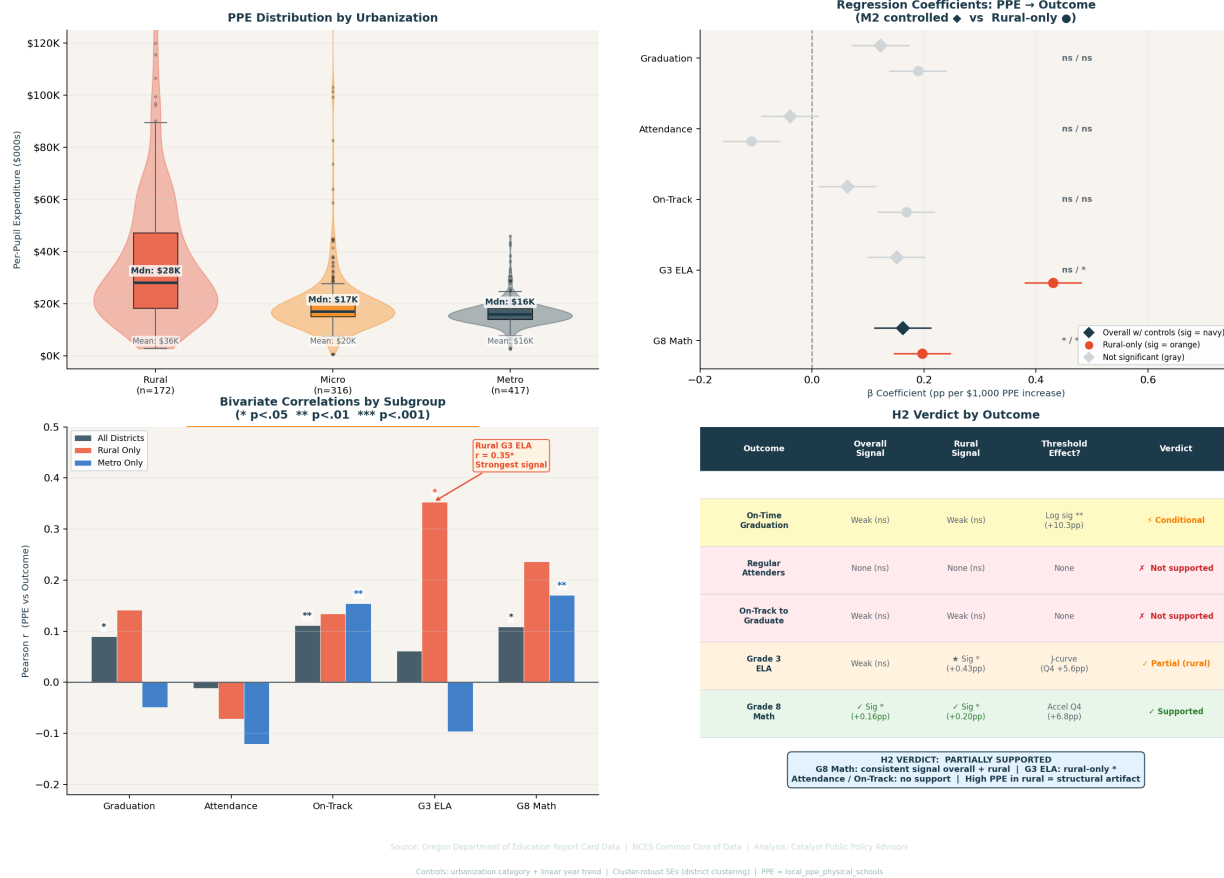 PPE Distribution by Urbanization
Per-Pupil Expenditure ($000s)
$120K
$100K
$80K
$60K
$40K
$20K
$0K
Mdn: $28K
Mdn: $17K
Mdn: $16K
Mean: $36K
Mean: $20K
Mean: $16K
Rural
(n=172)
Micro
(n=316)
Metro
(n=417)
Regression Coefficients: PPE → Outcome
(M2 controlled ◆ vs Rural-only ●)
Graduation
Attendance
On-Track
G3 ELA
G8 Math
ns / ns
ns / ns
ns / ns
ns / *
* / *
Overall w/ controls (sig = navy)
Rural-only (sig = orange)
Not significant (gray)
−0.2
0.0
0.2
0.4
0.6
β Coefficient (pp per $1,000 PPE increase)
Bivariate Correlations by Subgroup
(* p<.05 ** p<.01 *** p<.001)
Pearson r (PPE vs Outcome)
0.5
0.4
0.3
0.2
0.1
0.0
−0.1
−0.2
All Districts
Rural Only
Metro Only
Rural G3 ELA
r = 0.35*
Strongest signal
*
**
**
*
*
**
Graduation
Attendance
On-Track
G3 ELA
G8 Math
H2 Verdict by Outcome
Outcome
Overall
Signal
Rural
Signal
Threshold
Effect?
Verdict
On-Time
Graduation
Weak (ns)
Weak (ns)
Log sig **
(+10.3pp)
⚡ Conditional
Regular
Attenders
None (ns)
None (ns)
None
✗ Not supported
On-Track to
Graduate
Weak (ns)
Weak (ns)
None
✗ Not supported
Grade 3
ELA
Weak (ns)
★ Sig *
(+0.43pp)
J-curve
(Q4 +5.6pp)
✓ Partial (rural)
Grade 8
Math
✓ Sig *
(+0.16pp)
✓ Sig *
(+0.20pp)
Accel Q4
(+6.8pp)
✓ Supported
H2 VERDICT: PARTIALLY SUPPORTED
G8 Math: consistent signal overall + rural | G3 ELA: rural-only *
Attendance / On-Track: no support | High PPE in rural = structural artifact
Source: Oregon Department of Education Report Card Data | NCES Common Core of Data | Analysis: Catalyst Public Policy Advisors
Controls: urbanization category + linear year trend | Cluster-robust SEs (district clustering) | PPE = local_ppe_physical_schools